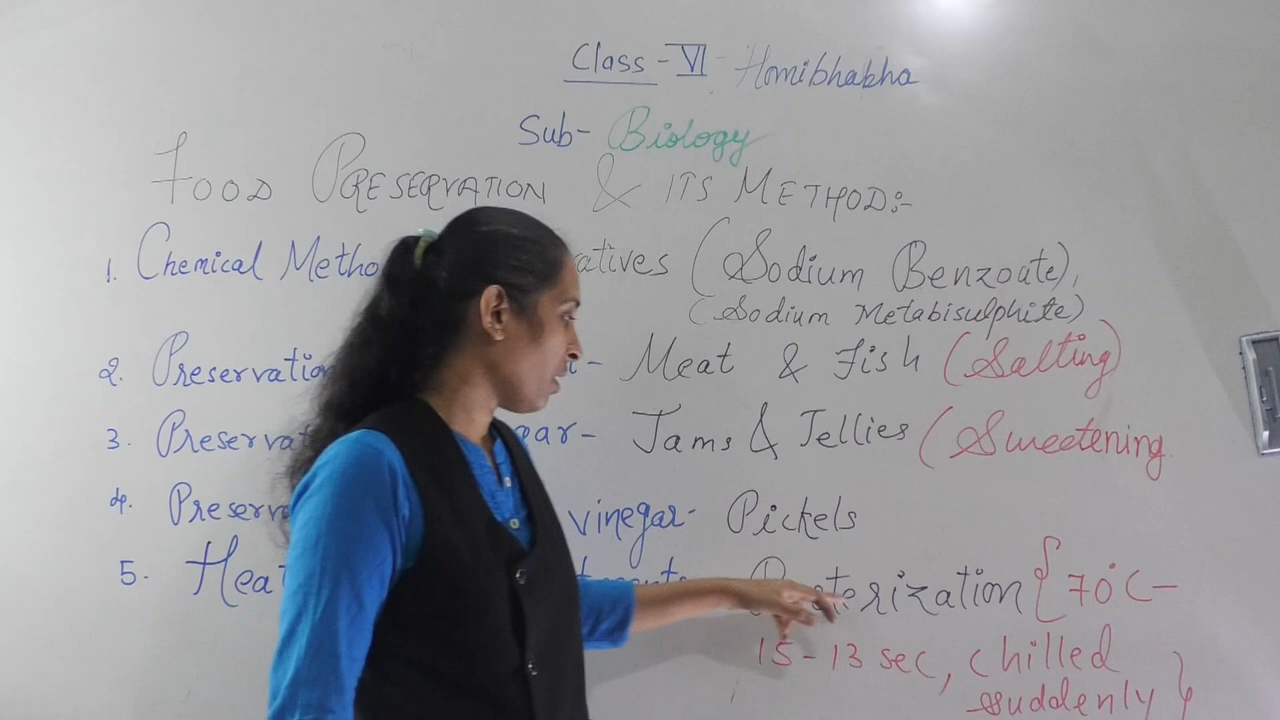 Class - VI - Homibhabha
Sub- Biology
FOOD PRESERVATION & ITS METHOD:-
1. Chemical Metho atives (Sodium Benzoate),
(Sodium Metabisulphite)
2. Preservation - Meat & Fish (Salting)
3. Preservat gar- Jams & Jellies (Sweetening
4. Preserv vinegar- Pickels
5. Heat - rization {70°C-
15-13 sec, chilled
suddenly}